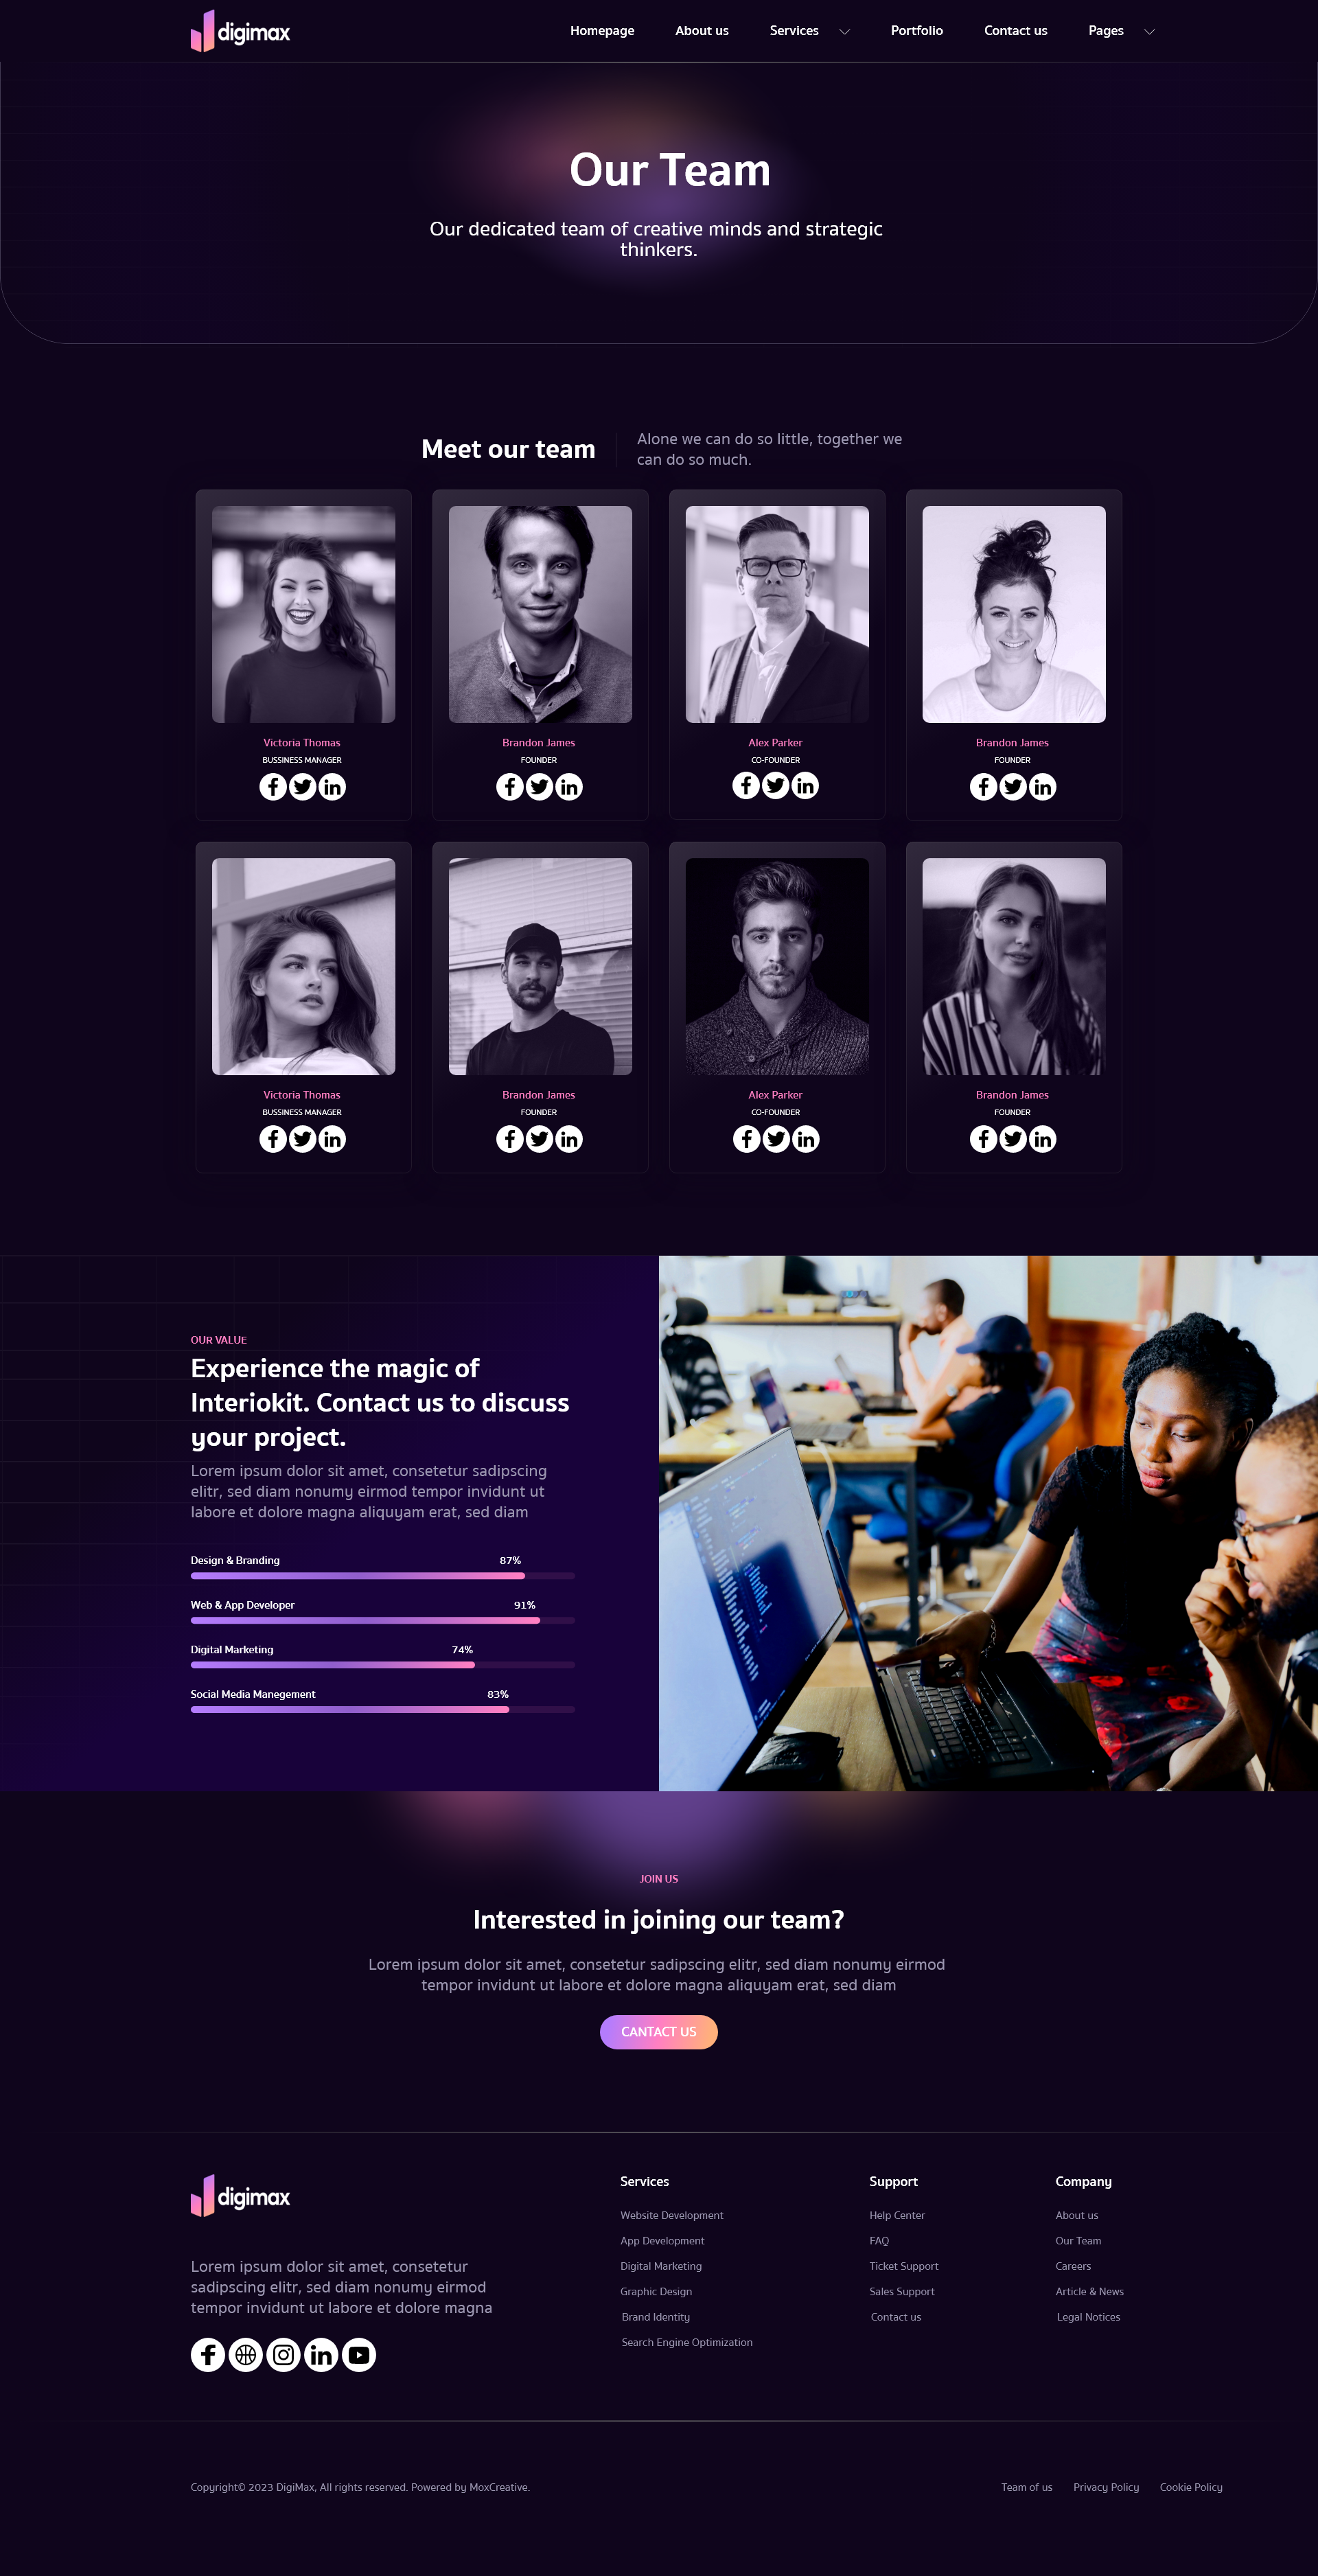 digimax
Homepage
About us
Services
Portfolio
Contact us
Pages
Our Team
Our dedicated team of creative minds and strategic
thinkers.
Meet our team
Alone we can do so little, together we
can do so much.
Victoria Thomas
BUSSINESS MANAGER
Brandon James
FOUNDER
Alex Parker
CO-FOUNDER
Brandon James
FOUNDER
Victoria Thomas
BUSSINESS MANAGER
Brandon James
FOUNDER
Alex Parker
CO-FOUNDER
Brandon James
FOUNDER
OUR VALUE
Experience the magic of
Interiokit. Contact us to discuss
your project.
Lorem ipsum dolor sit amet, consetetur sadipscing
elitr, sed diam nonumy eirmod tempor invidunt ut
labore et dolore magna aliquyam erat, sed diam
Design & Branding 87%
Web & App Developer 91%
Digital Marketing 74%
Social Media Manegement 83%
JOIN US
Interested in joining our team?
Lorem ipsum dolor sit amet, consetetur sadipscing elitr, sed diam nonumy eirmod
tempor invidunt ut labore et dolore magna aliquyam erat, sed diam
CANTACT US
digimax
Lorem ipsum dolor sit amet, consetetur
sadipscing elitr, sed diam nonumy eirmod
tempor invidunt ut labore et dolore magna
Services
Website Development
App Development
Digital Marketing
Graphic Design
Brand Identity
Search Engine Optimization
Support
Help Center
FAQ
Ticket Support
Sales Support
Contact us
Company
About us
Our Team
Careers
Article & News
Legal Notices
Copyright© 2023 DigiMax, All rights reserved. Powered by MoxCreative.
Team of us
Privacy Policy
Cookie Policy